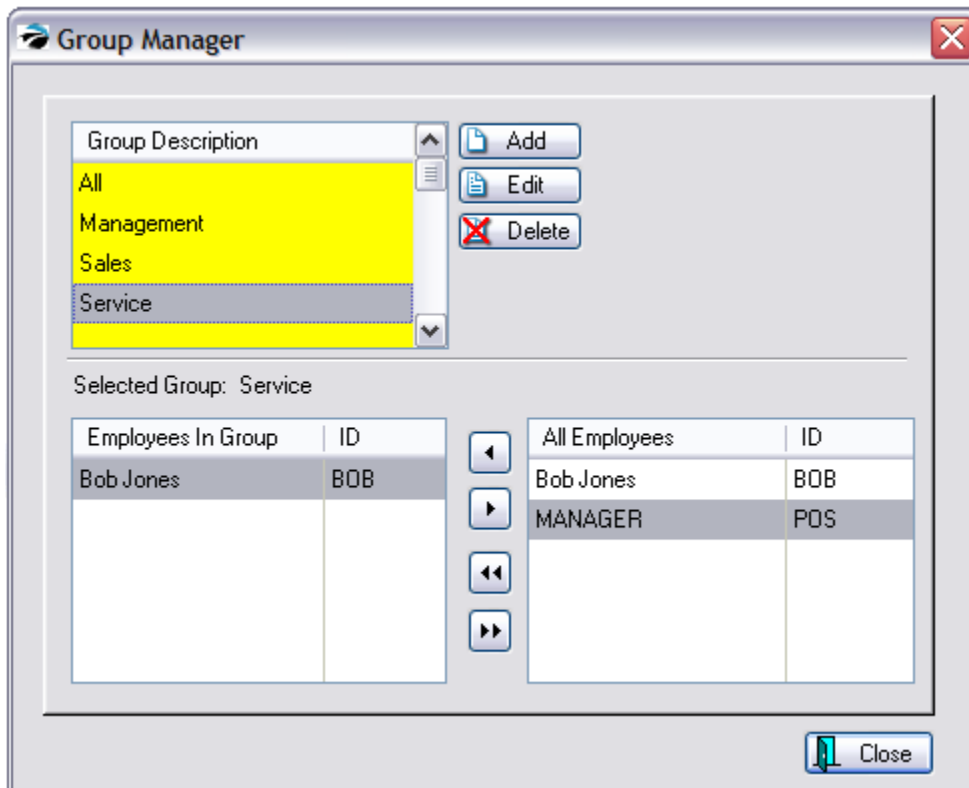 Group Manager
Group Description
All
Management
Sales
Service
Add
Edit
Delete
Selected Group: Service
Employees In Group ID
Bob Jones BOB
All Employees ID
Bob Jones BOB
MANAGER POS
Close